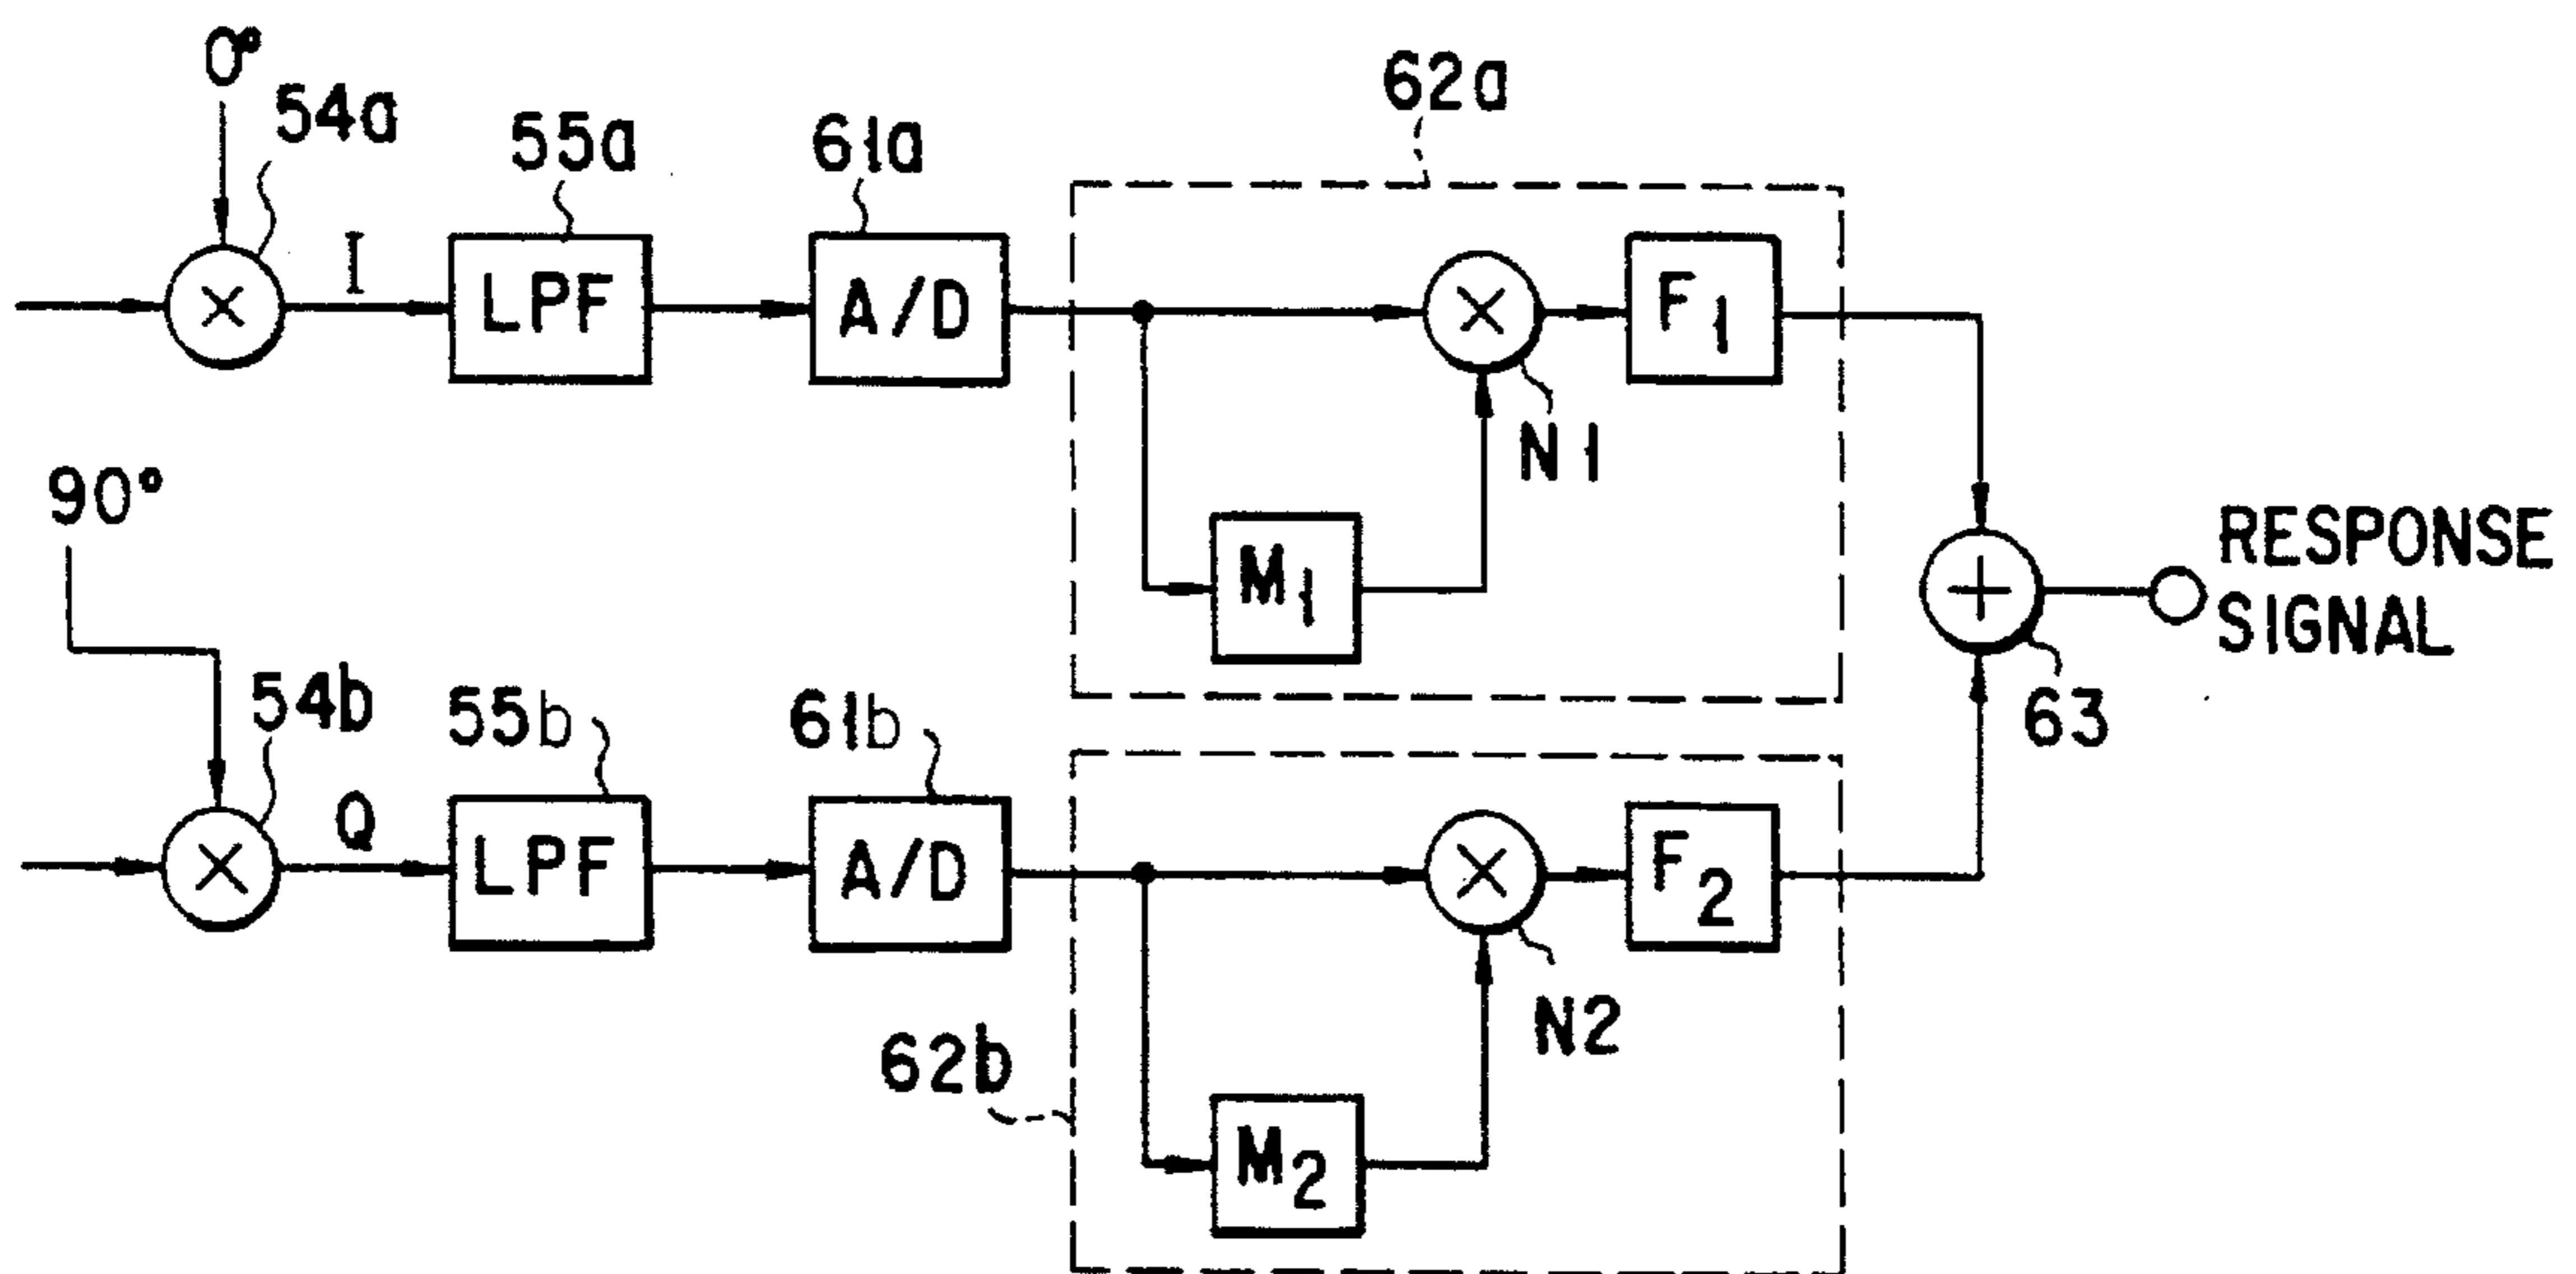 0°
54a
I
55a
LPF
61a
A/D
62a
×
N1
F1
M1
90°
54b
Q
55b
LPF
61b
A/D
62b
×
N2
F2
M2
+
63
RESPONSE
SIGNAL